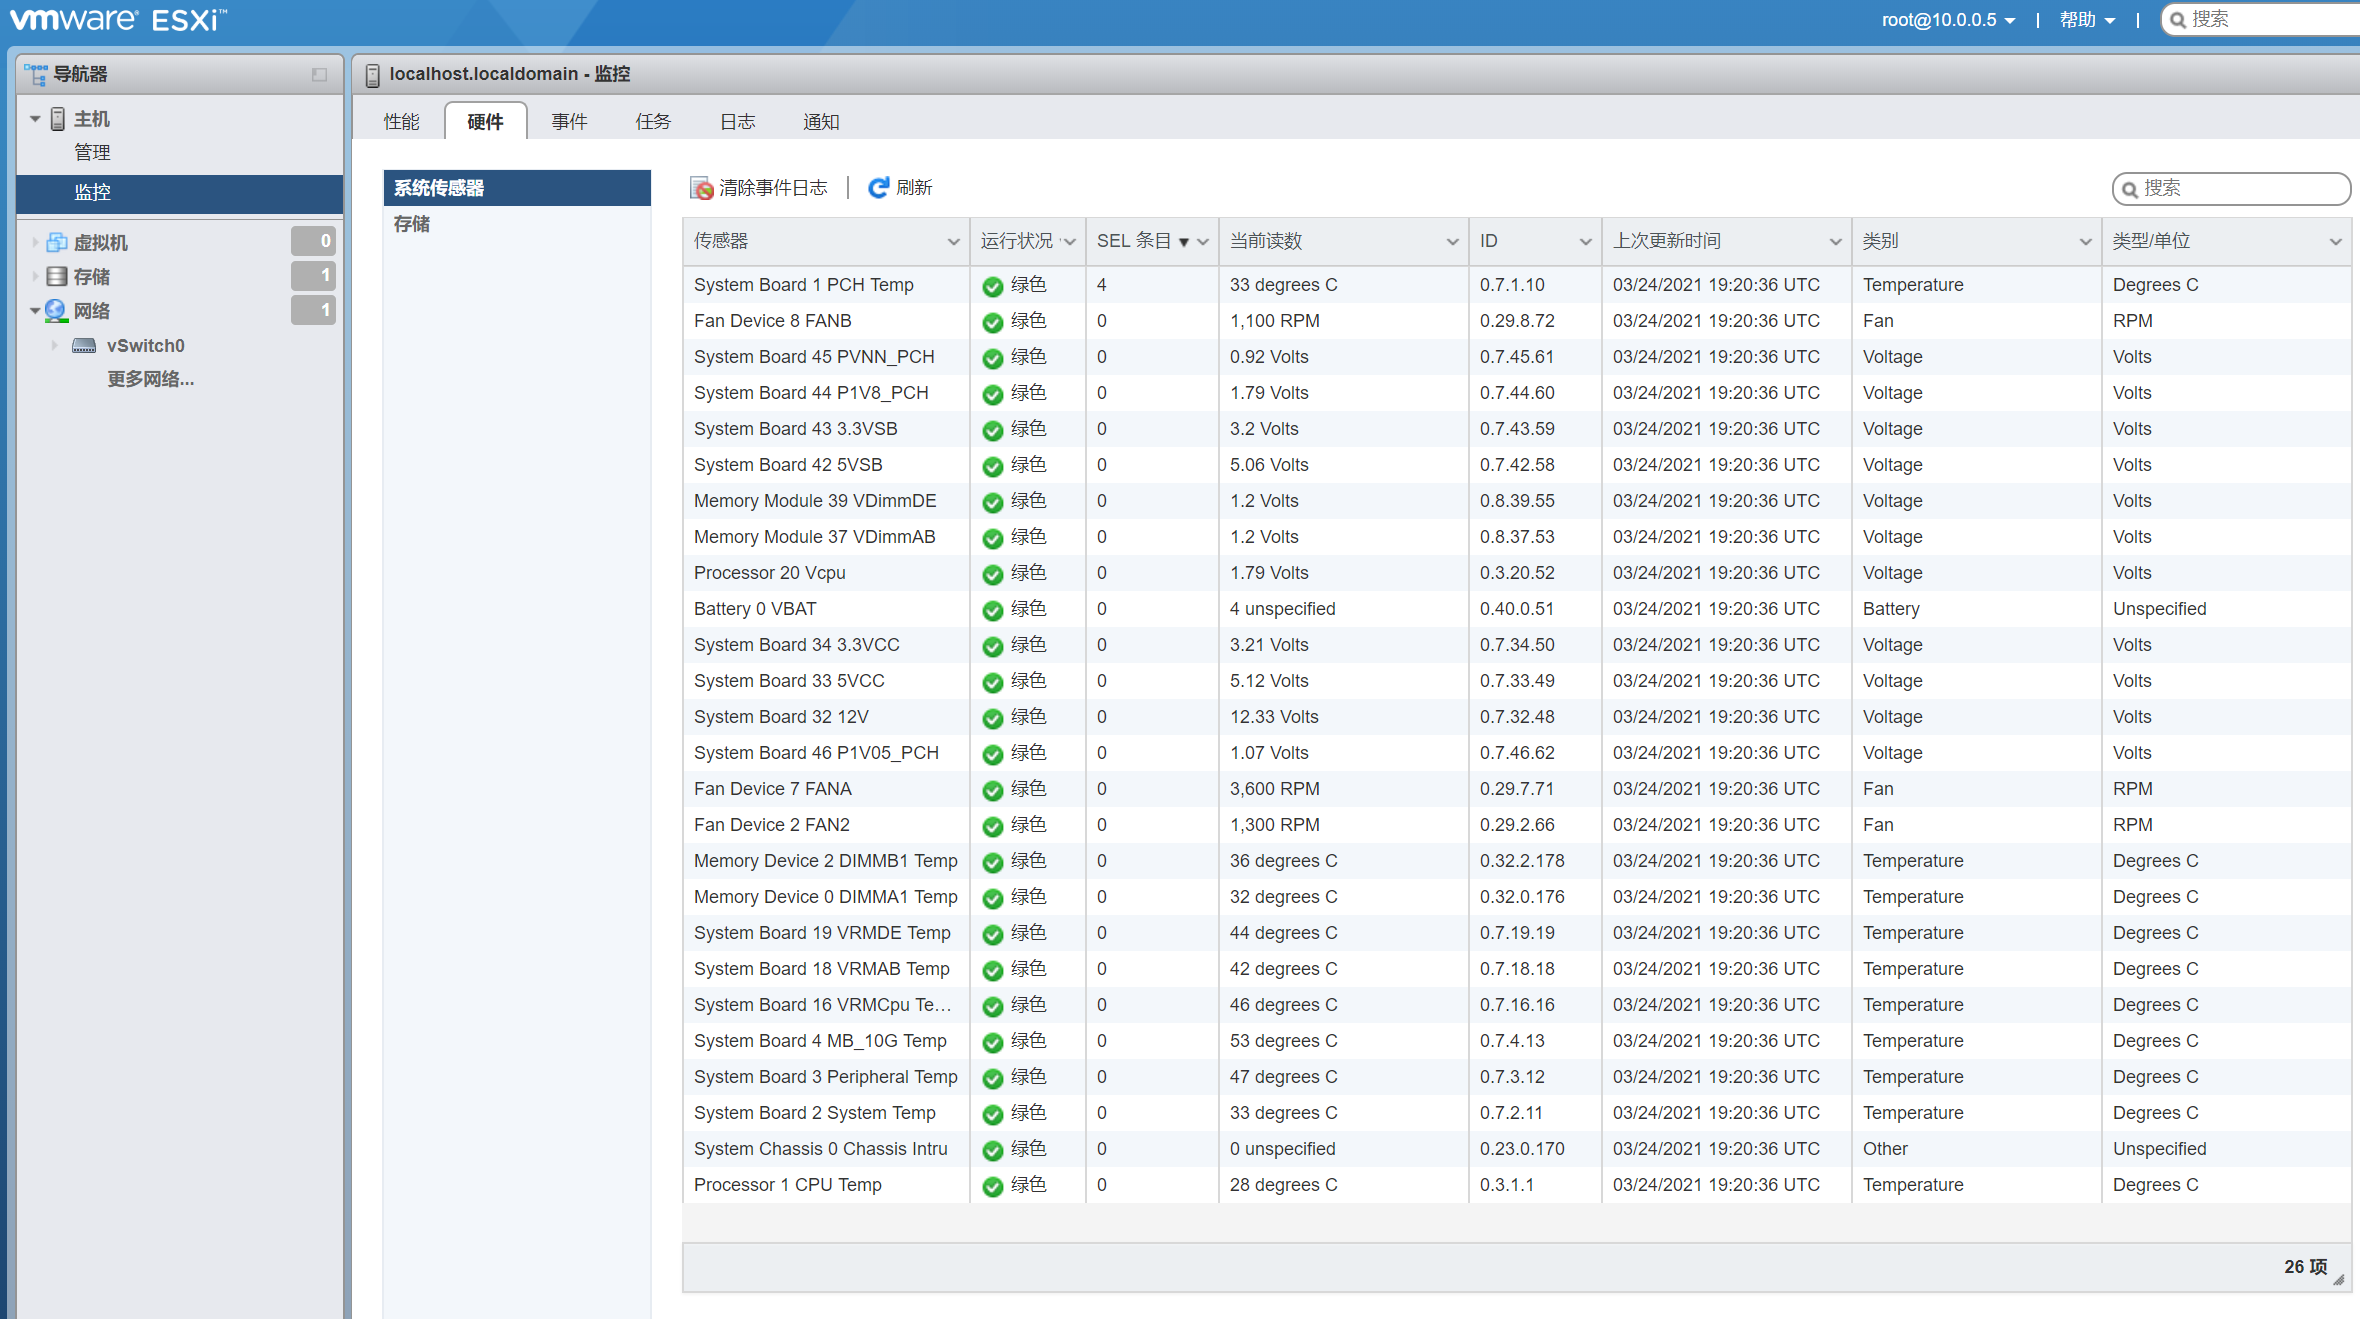 vmware ESXi™
root@10.0.0.5 | 帮助 | 搜索
导航器
主机
管理
监控
虚拟机 0
存储 1
网络 1
vSwitch0
更多网络...
localhost.localdomain - 监控
性能 硬件 事件 任务 日志 通知
系统传感器
存储
清除事件日志 | 刷新 搜索
传感器 运行状况 SEL 条目 当前读数 ID 上次更新时间 类别 类型/单位
System Board 1 PCH Temp 绿色 4 33 degrees C 0.7.1.10 03/24/2021 19:20:36 UTC Temperature Degrees C
Fan Device 8 FANB 绿色 0 1,100 RPM 0.29.8.72 03/24/2021 19:20:36 UTC Fan RPM
System Board 45 PVNN_PCH 绿色 0 0.92 Volts 0.7.45.61 03/24/2021 19:20:36 UTC Voltage Volts
System Board 44 P1V8_PCH 绿色 0 1.79 Volts 0.7.44.60 03/24/2021 19:20:36 UTC Voltage Volts
System Board 43 3.3VSB 绿色 0 3.2 Volts 0.7.43.59 03/24/2021 19:20:36 UTC Voltage Volts
System Board 42 5VSB 绿色 0 5.06 Volts 0.7.42.58 03/24/2021 19:20:36 UTC Voltage Volts
Memory Module 39 VDimmDE 绿色 0 1.2 Volts 0.8.39.55 03/24/2021 19:20:36 UTC Voltage Volts
Memory Module 37 VDimmAB 绿色 0 1.2 Volts 0.8.37.53 03/24/2021 19:20:36 UTC Voltage Volts
Processor 20 Vcpu 绿色 0 1.79 Volts 0.3.20.52 03/24/2021 19:20:36 UTC Voltage Volts
Battery 0 VBAT 绿色 0 4 unspecified 0.40.0.51 03/24/2021 19:20:36 UTC Battery Unspecified
System Board 34 3.3VCC 绿色 0 3.21 Volts 0.7.34.50 03/24/2021 19:20:36 UTC Voltage Volts
System Board 33 5VCC 绿色 0 5.12 Volts 0.7.33.49 03/24/2021 19:20:36 UTC Voltage Volts
System Board 32 12V 绿色 0 12.33 Volts 0.7.32.48 03/24/2021 19:20:36 UTC Voltage Volts
System Board 46 P1V05_PCH 绿色 0 1.07 Volts 0.7.46.62 03/24/2021 19:20:36 UTC Voltage Volts
Fan Device 7 FANA 绿色 0 3,600 RPM 0.29.7.71 03/24/2021 19:20:36 UTC Fan RPM
Fan Device 2 FAN2 绿色 0 1,300 RPM 0.29.2.66 03/24/2021 19:20:36 UTC Fan RPM
Memory Device 2 DIMMB1 Temp 绿色 0 36 degrees C 0.32.2.178 03/24/2021 19:20:36 UTC Temperature Degrees C
Memory Device 0 DIMMA1 Temp 绿色 0 32 degrees C 0.32.0.176 03/24/2021 19:20:36 UTC Temperature Degrees C
System Board 19 VRMDE Temp 绿色 0 44 degrees C 0.7.19.19 03/24/2021 19:20:36 UTC Temperature Degrees C
System Board 18 VRMAB Temp 绿色 0 42 degrees C 0.7.18.18 03/24/2021 19:20:36 UTC Temperature Degrees C
System Board 16 VRMCpu Te... 绿色 0 46 degrees C 0.7.16.16 03/24/2021 19:20:36 UTC Temperature Degrees C
System Board 4 MB_10G Temp 绿色 0 53 degrees C 0.7.4.13 03/24/2021 19:20:36 UTC Temperature Degrees C
System Board 3 Peripheral Temp 绿色 0 47 degrees C 0.7.3.12 03/24/2021 19:20:36 UTC Temperature Degrees C
System Board 2 System Temp 绿色 0 33 degrees C 0.7.2.11 03/24/2021 19:20:36 UTC Temperature Degrees C
System Chassis 0 Chassis Intru 绿色 0 0 unspecified 0.23.0.170 03/24/2021 19:20:36 UTC Other Unspecified
Processor 1 CPU Temp 绿色 0 28 degrees C 0.3.1.1 03/24/2021 19:20:36 UTC Temperature Degrees C
26 项